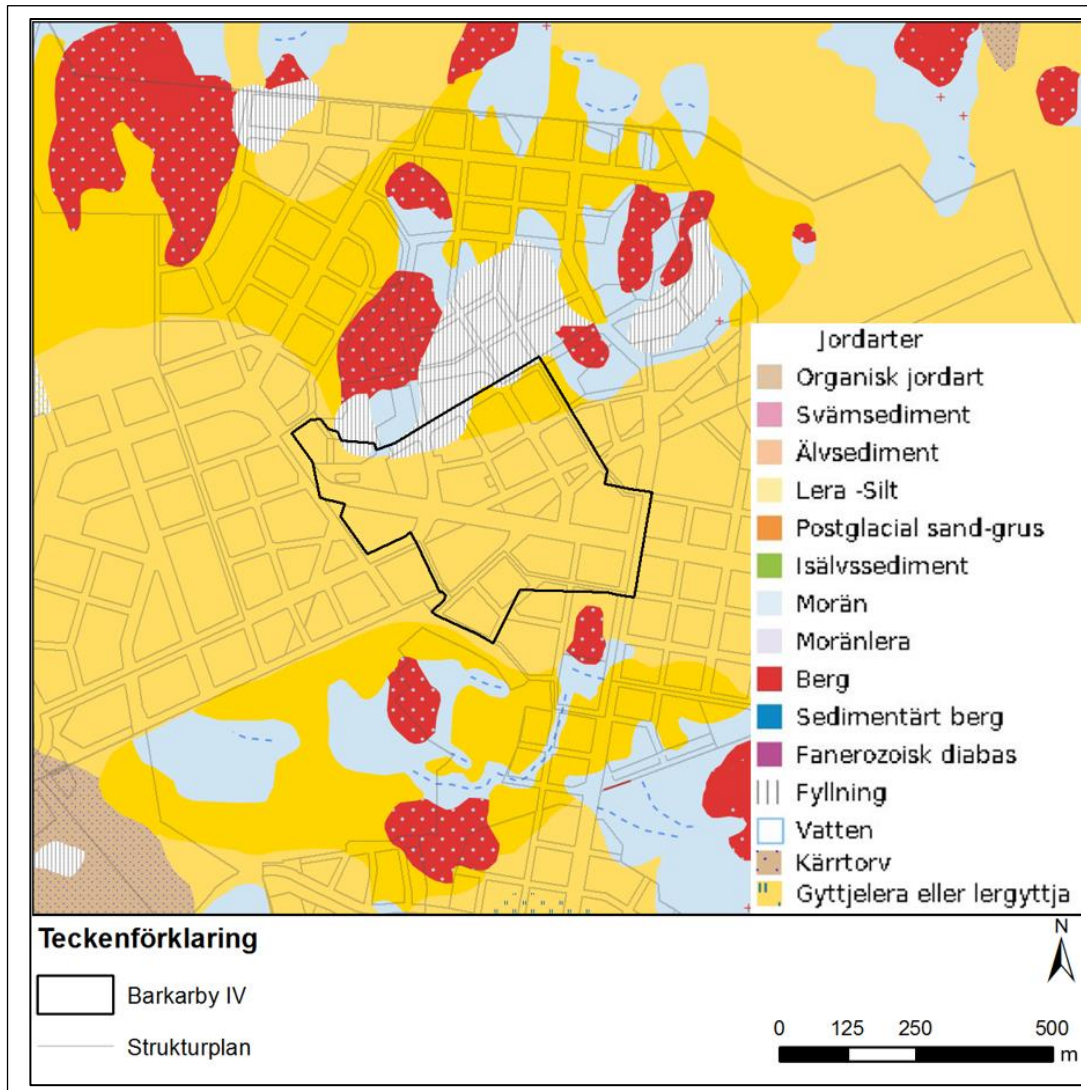 Jordarter
Organisk jordart
Svämsediment
Älvsediment
Lera -Silt
Postglacial sand-grus
Isälvssediment
Morän
Moränlera
Berg
Sedimentärt berg
Fanerozoisk diabas
Fyllning
Vatten
Kärrtorv
Gyttjelera eller lergyttja
Teckenförklaring
Barkarby IV
Strukturplan
N
0 125 250 500
m